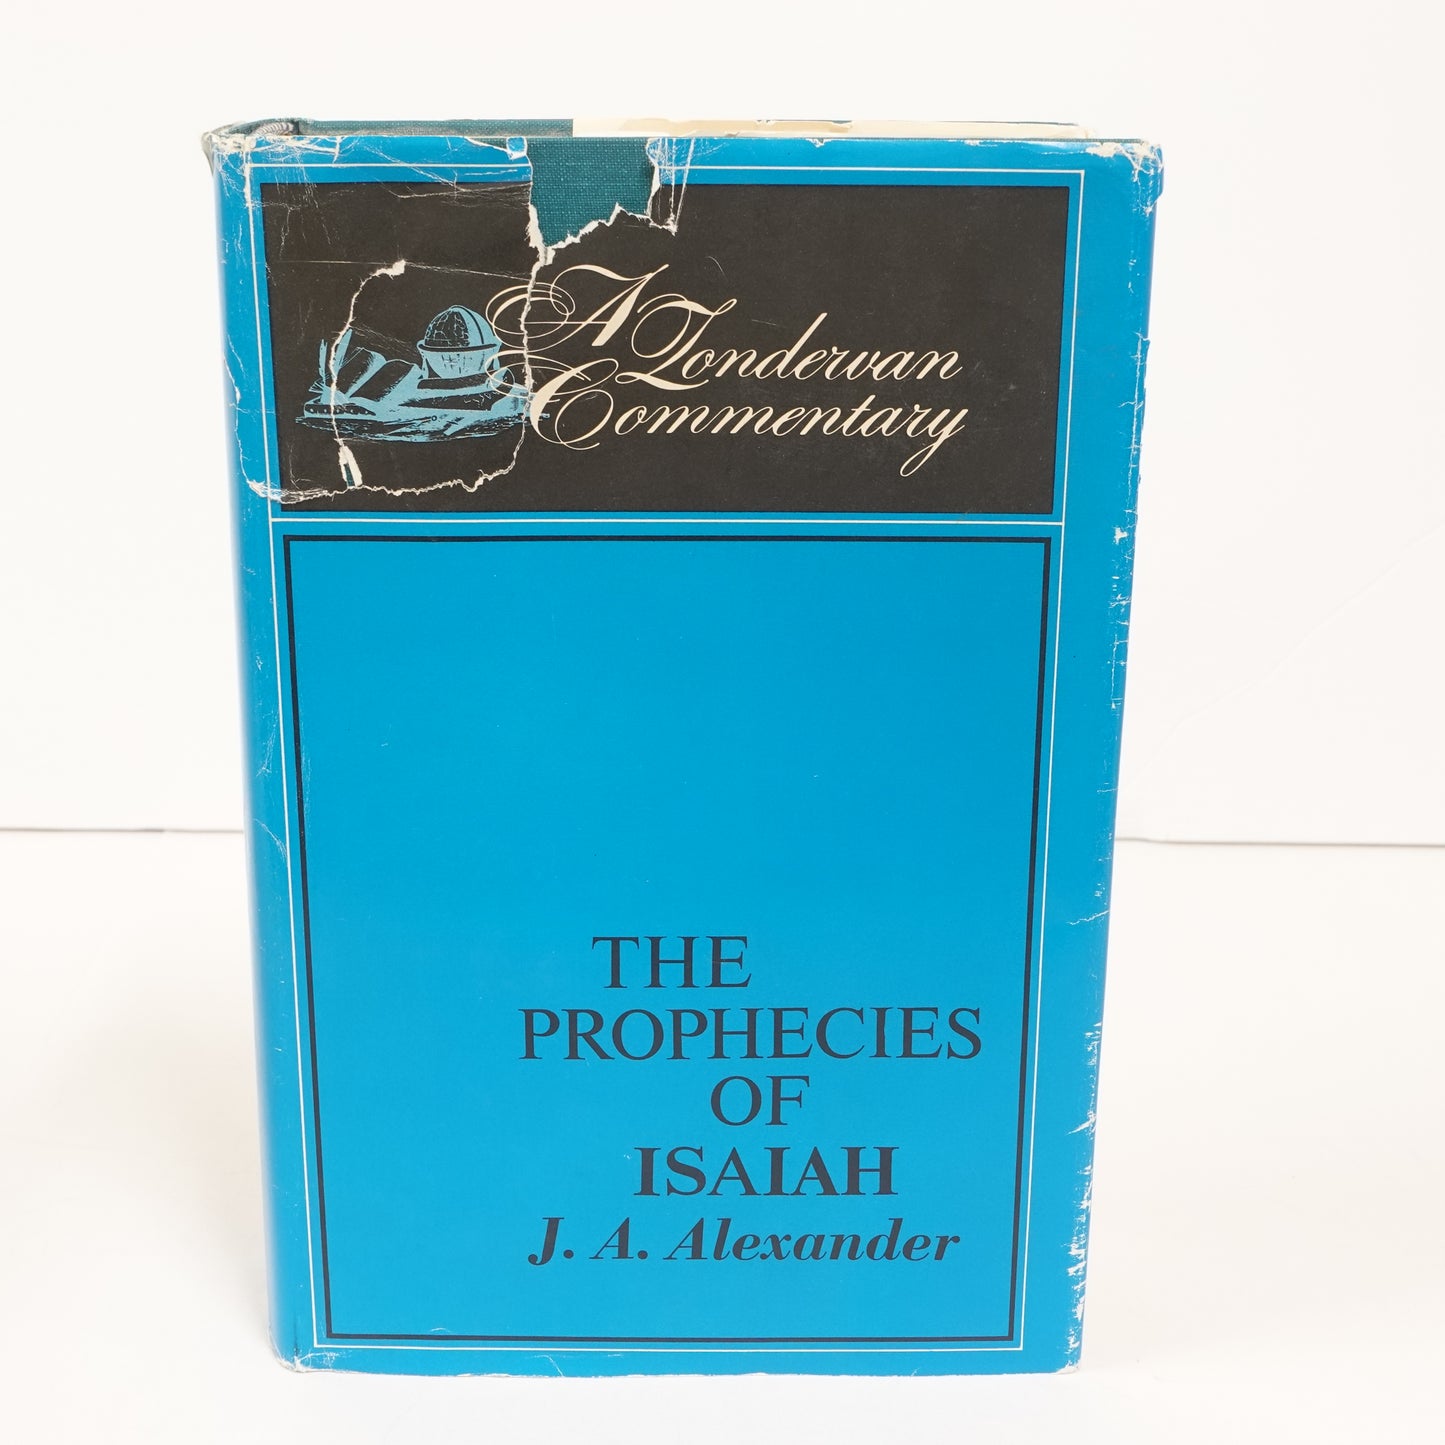 A Zondervan
Commentary
THE
PROPHECIES
OF
ISAIAH
J. A. Alexander